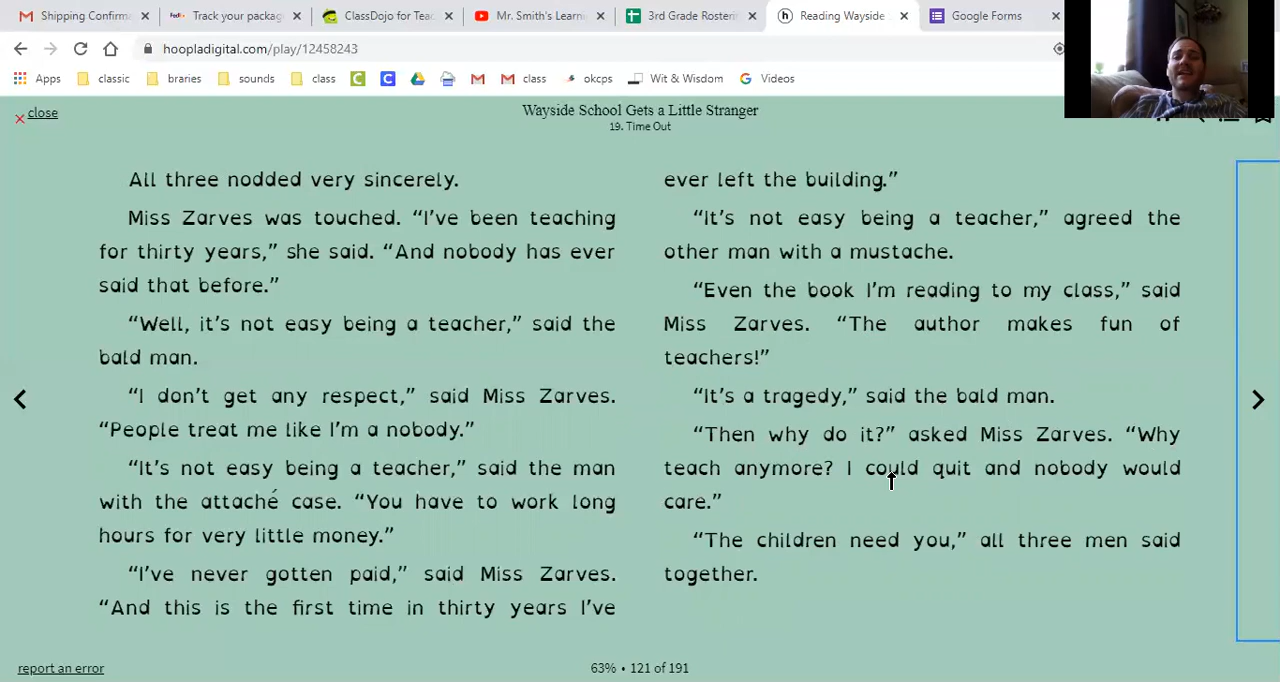 Shipping Confirma
Track your packag
ClassDojo for Teac
Mr. Smith's Learni
3rd Grade Rosterin
Reading Wayside
Google Forms
hoopladigital.com/play/12458243
Apps
classic
braries
sounds
class
class
okcps
Wit & Wisdom
Videos
close
Wayside School Gets a Little Stranger
19. Time Out
All three nodded very sincerely.
Miss Zarves was touched. “I’ve been teaching
for thirty years,” she said. “And nobody has ever
said that before.”
“Well, it’s not easy being a teacher,” said the
bald man.
“I don’t get any respect,” said Miss Zarves.
“People treat me like I’m a nobody.”
“It’s not easy being a teacher,” said the man
with the attaché case. “You have to work long
hours for very little money.”
“I’ve never gotten paid,” said Miss Zarves.
“And this is the first time in thirty years I’ve
ever left the building.”
“It’s not easy being a teacher,” agreed the
other man with a mustache.
“Even the book I’m reading to my class,” said
Miss Zarves. “The author makes fun of
teachers!”
“It’s a tragedy,” said the bald man.
“Then why do it?” asked Miss Zarves. “Why
teach anymore? I could quit and nobody would
care.”
“The children need you,” all three men said
together.
report an error
63% • 121 of 191